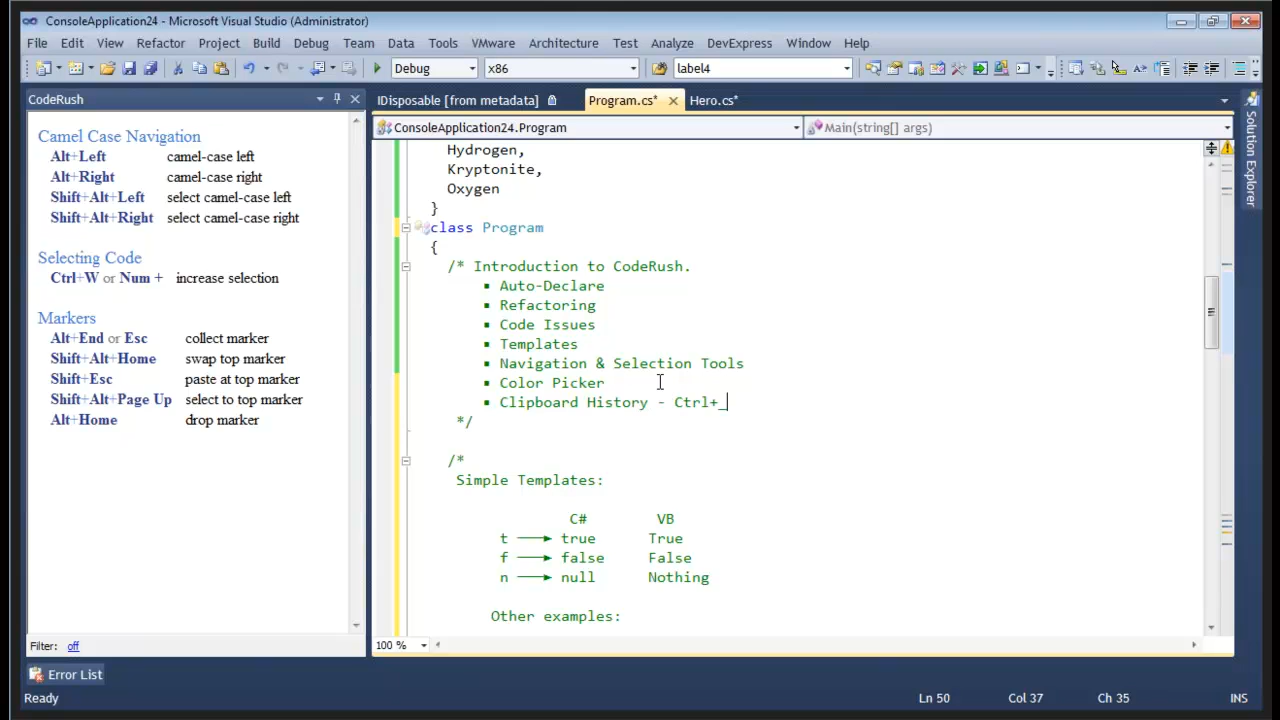 ConsoleApplication24 - Microsoft Visual Studio (Administrator)
File Edit View Refactor Project Build Debug Team Data Tools VMware Architecture Test Analyze DevExpress Window Help
Debug x86 label4
CodeRush
IDisposable [from metadata] Program.cs* Hero.cs*
ConsoleApplication24.Program Main(string[] args)
Camel Case Navigation
Alt+Left camel-case left
Alt+Right camel-case right
Shift+Alt+Left select camel-case left
Shift+Alt+Right select camel-case right
Selecting Code
Ctrl+W or Num + increase selection
Markers
Alt+End or Esc collect marker
Shift+Alt+Home swap top marker
Shift+Esc paste at top marker
Shift+Alt+Page Up select to top marker
Alt+Home drop marker
Filter: off
Hydrogen,
Kryptonite,
Oxygen
}
class Program
{
/* Introduction to CodeRush.
▪ Auto-Declare
▪ Refactoring
▪ Code Issues
▪ Templates
▪ Navigation & Selection Tools
▪ Color Picker
▪ Clipboard History - Ctrl+_
*/
/*
Simple Templates:
C# VB
t ──► true True
f ──► false False
n ──► null Nothing
Other examples:
100 %
Solution Explorer
Error List
Ready Ln 50 Col 37 Ch 35 INS